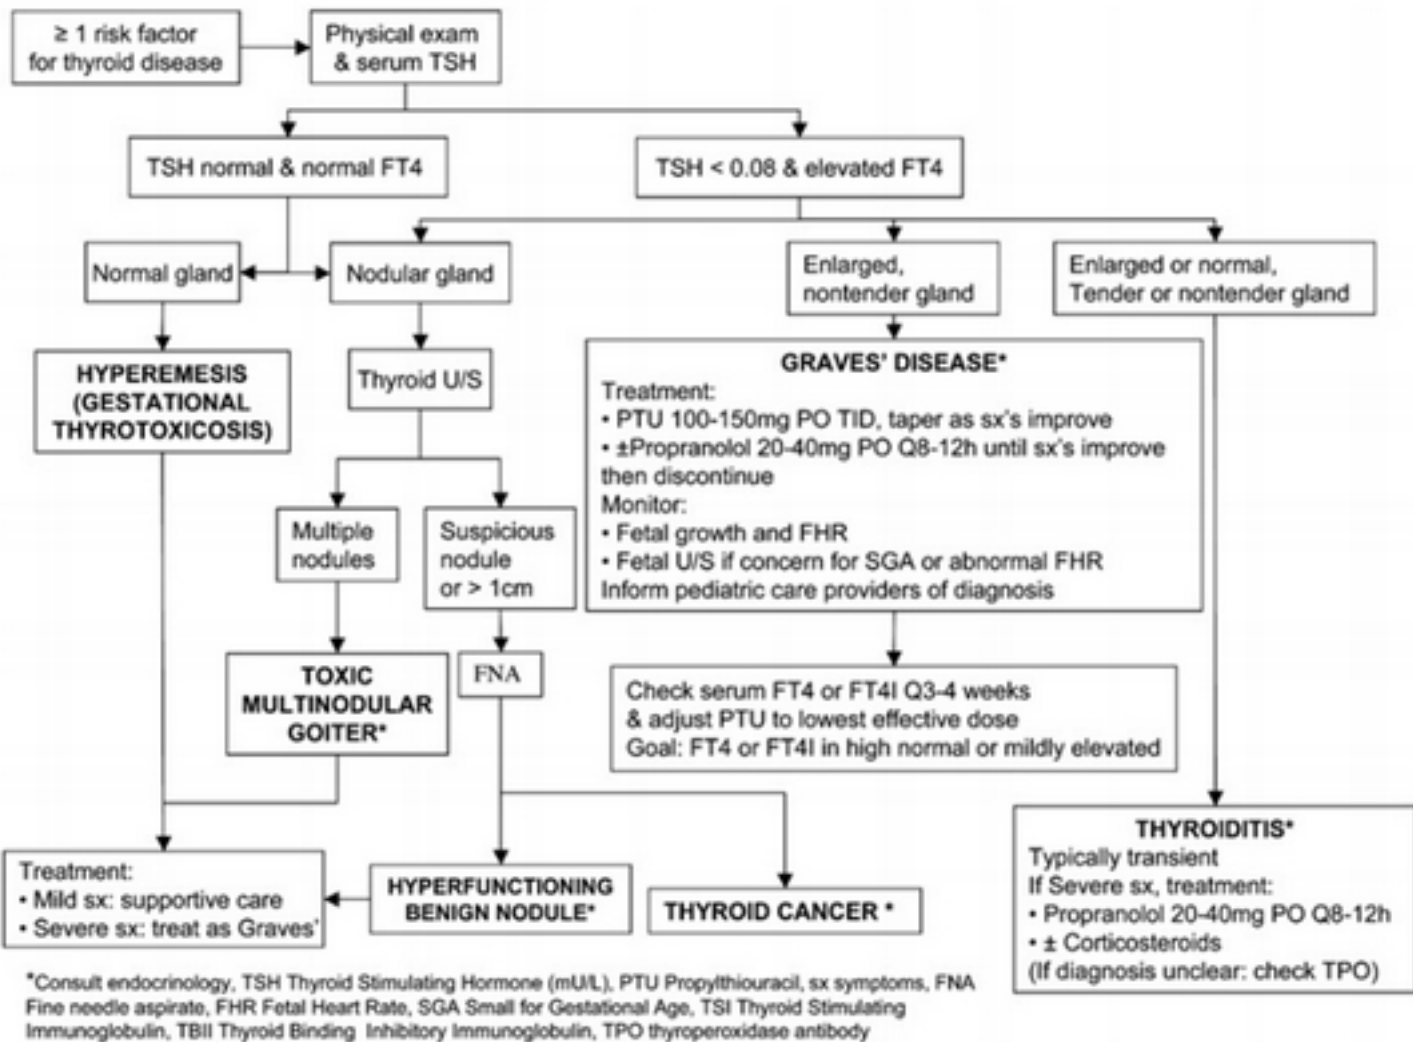 ≥ 1 risk factor
for thyroid disease
Physical exam
& serum TSH
TSH normal & normal FT4
TSH < 0.08 & elevated FT4
Normal gland
Nodular gland
Enlarged,
nontender gland
Enlarged or normal,
Tender or nontender gland
HYPEREMESIS
(GESTATIONAL
THYROTOXICOSIS)
Thyroid U/S
GRAVES' DISEASE*
Treatment:
• PTU 100-150mg PO TID, taper as sx's improve
• ±Propranolol 20-40mg PO Q8-12h until sx's improve
then discontinue
Monitor:
• Fetal growth and FHR
• Fetal U/S if concern for SGA or abnormal FHR
Inform pediatric care providers of diagnosis
Multiple
nodules
Suspicious
nodule
or > 1cm
TOXIC
MULTINODULAR
GOITER*
FNA
Check serum FT4 or FT4I Q3-4 weeks
& adjust PTU to lowest effective dose
Goal: FT4 or FT4I in high normal or mildly elevated
Treatment:
• Mild sx: supportive care
• Severe sx: treat as Graves'
HYPERFUNCTIONING
BENIGN NODULE*
THYROID CANCER *
THYROIDITIS*
Typically transient
If Severe sx, treatment:
• Propranolol 20-40mg PO Q8-12h
• ± Corticosteroids
(If diagnosis unclear: check TPO)
*Consult endocrinology, TSH Thyroid Stimulating Hormone (mU/L), PTU Propylthiouracil, sx symptoms, FNA
Fine needle aspirate, FHR Fetal Heart Rate, SGA Small for Gestational Age, TSI Thyroid Stimulating
Immunoglobulin, TBII Thyroid Binding Inhibitory Immunoglobulin, TPO thyroperoxidase antibody